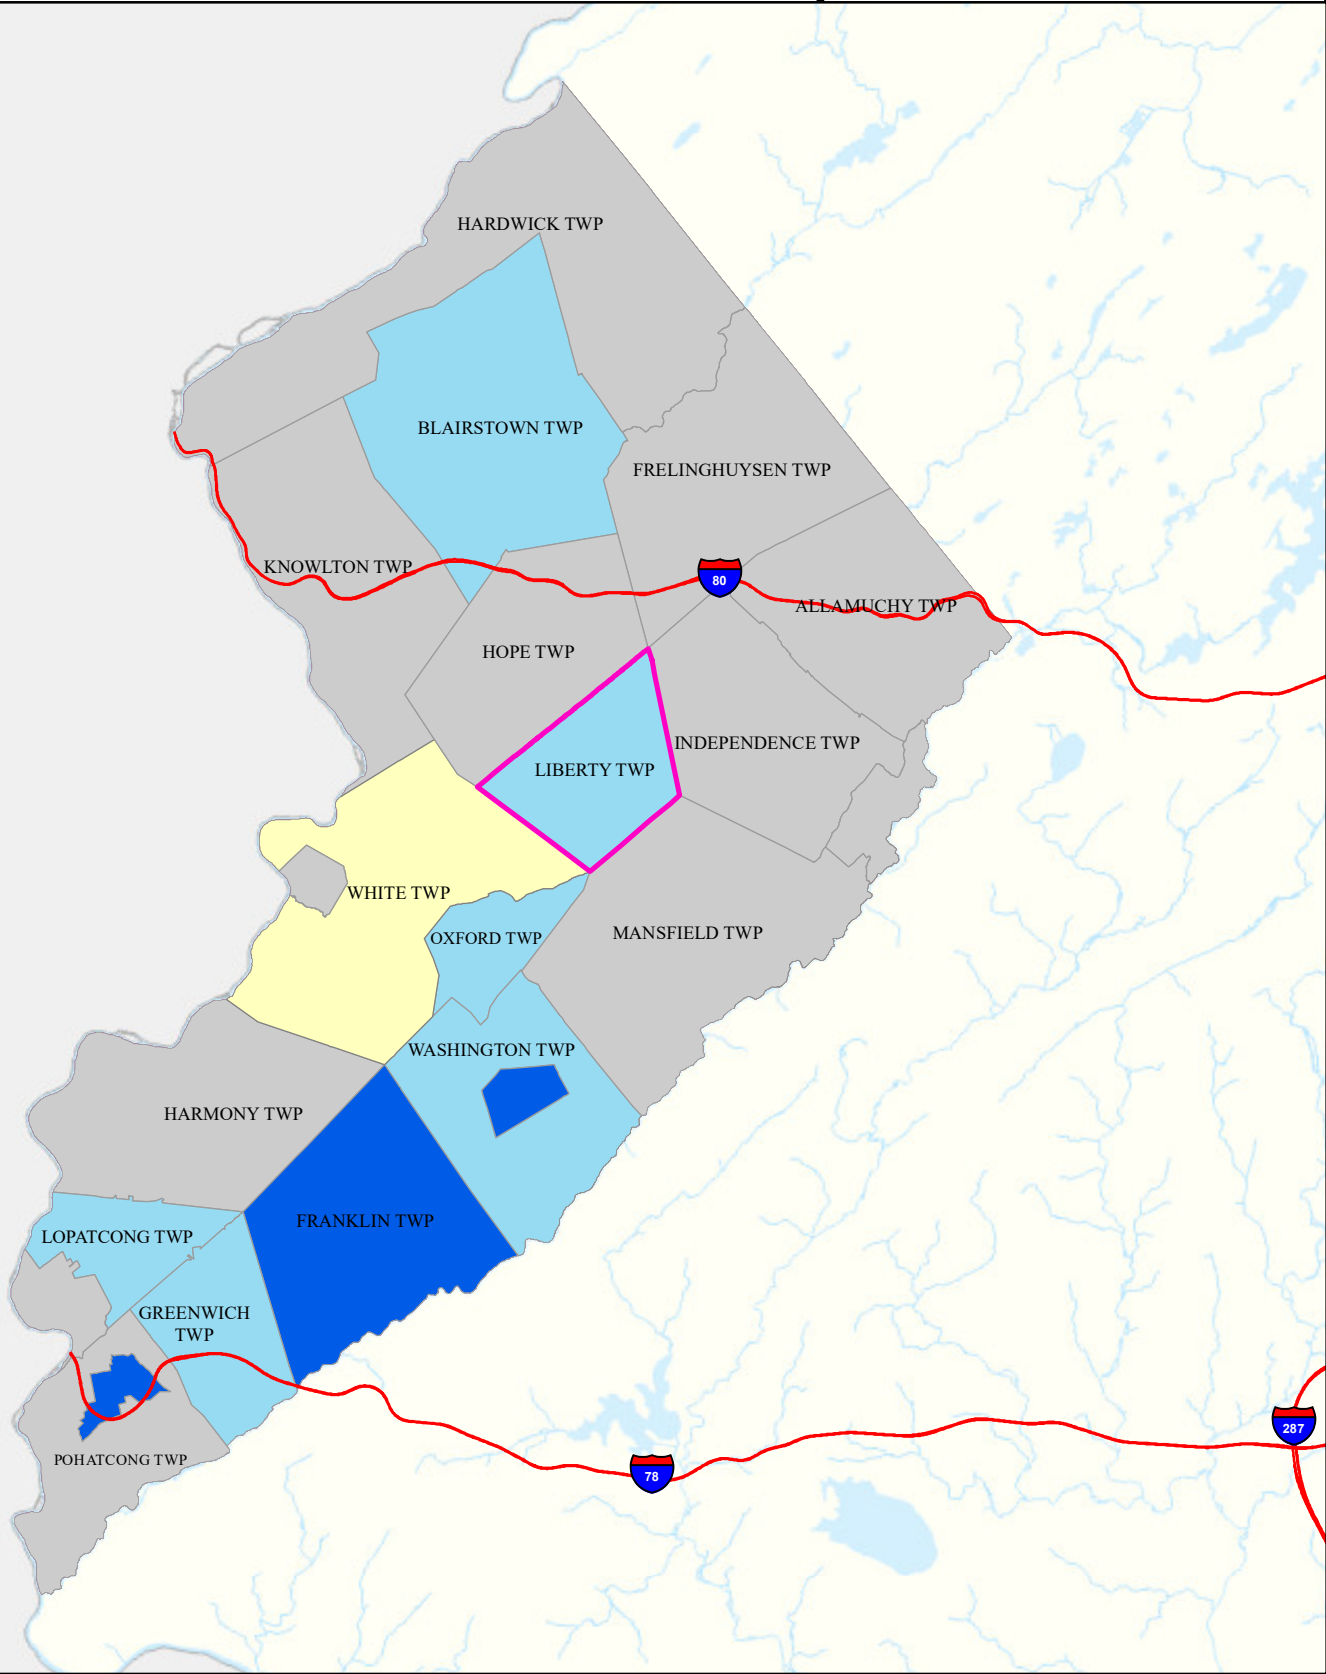 HARDWICK TWP
BLAIRSTOWN TWP
FRELINGHUYSEN TWP
KNOWLTON TWP
80
ALLAMUCHY TWP
HOPE TWP
INDEPENDENCE TWP
LIBERTY TWP
WHITE TWP
OXFORD TWP
MANSFIELD TWP
WASHINGTON TWP
HARMONY TWP
FRANKLIN TWP
LOPATCONG TWP
GREENWICH
TWP
287
POHATCONG TWP
78